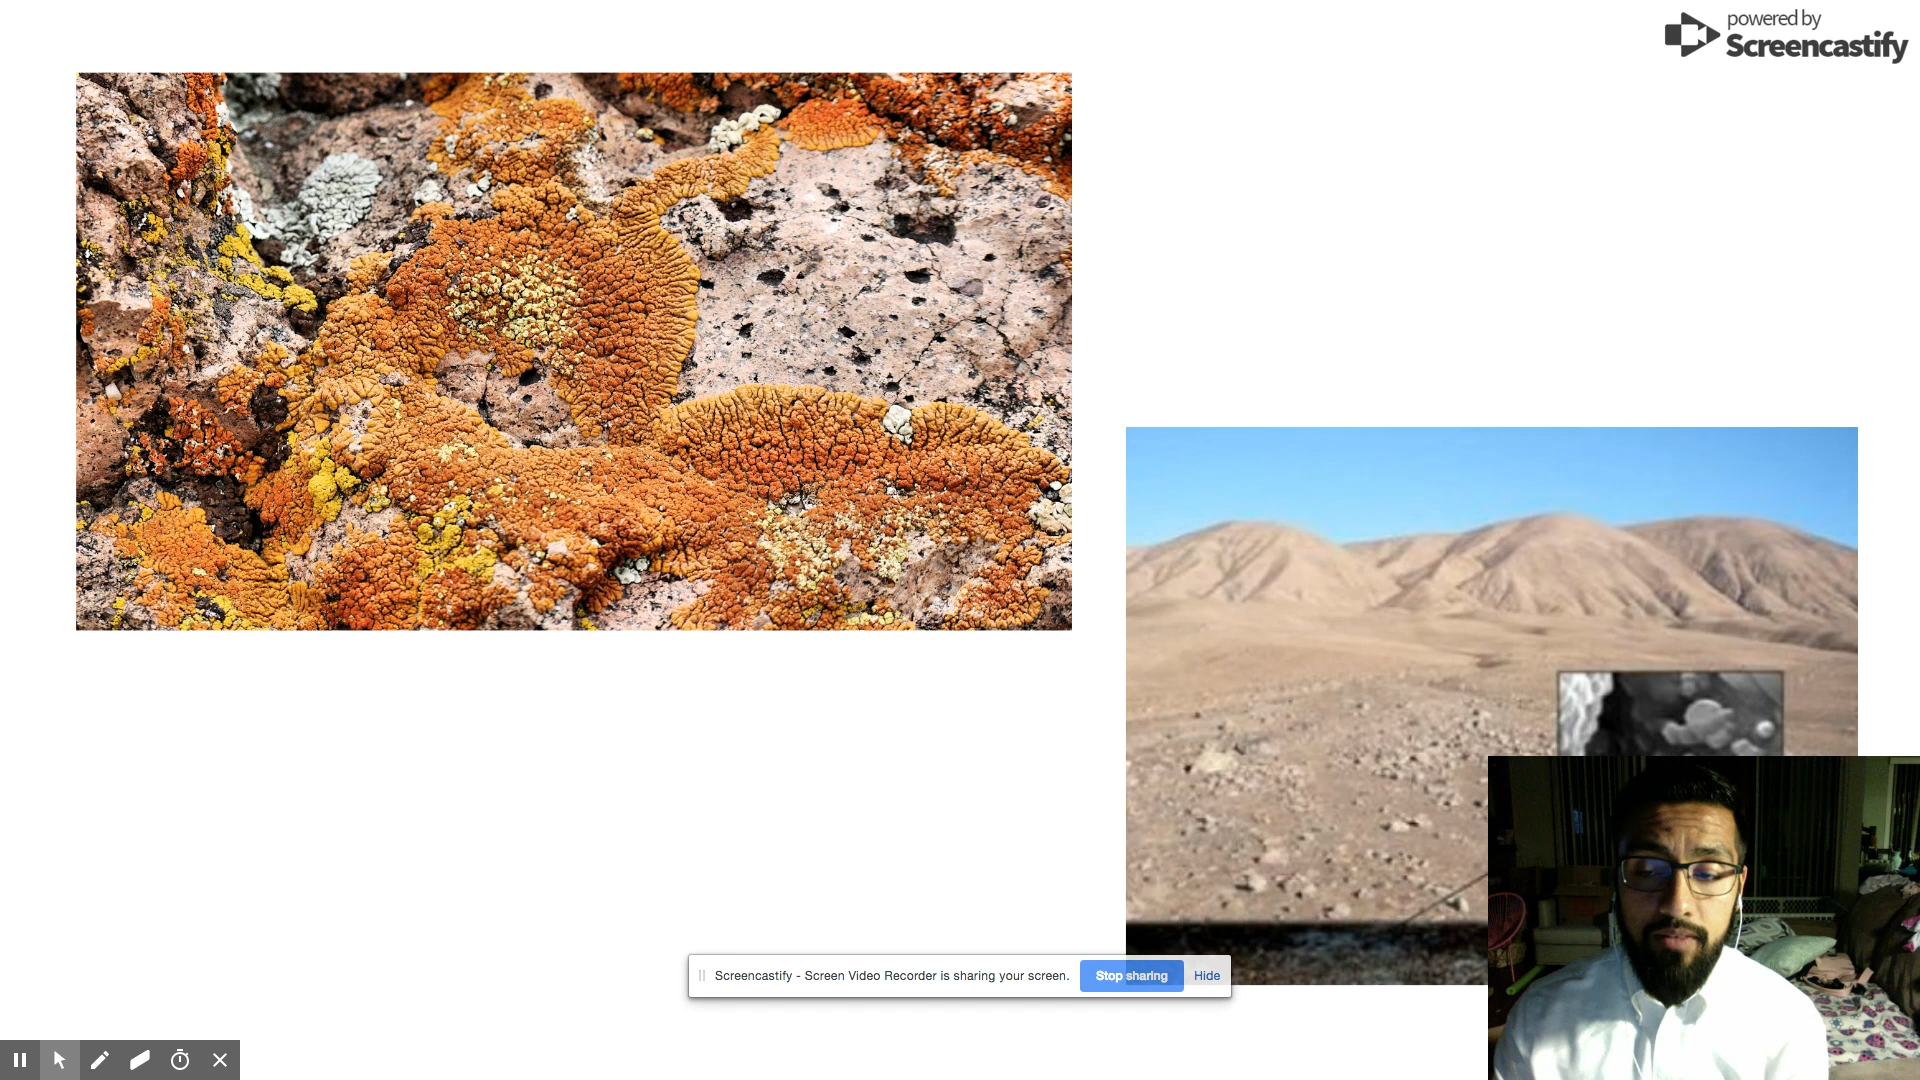 powered by
Screencastify
Screencastify - Screen Video Recorder is sharing your screen.
Stop sharing
Hide